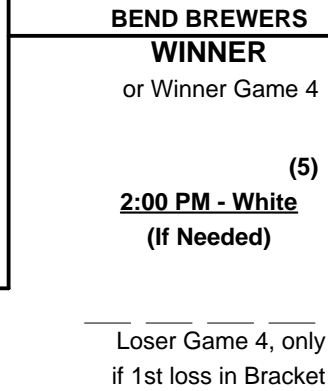 BEND BREWERS
WINNER
or Winner Game 4
(5)
2:00 PM - White
(If Needed)
Loser Game 4, only
if 1st loss in Bracket